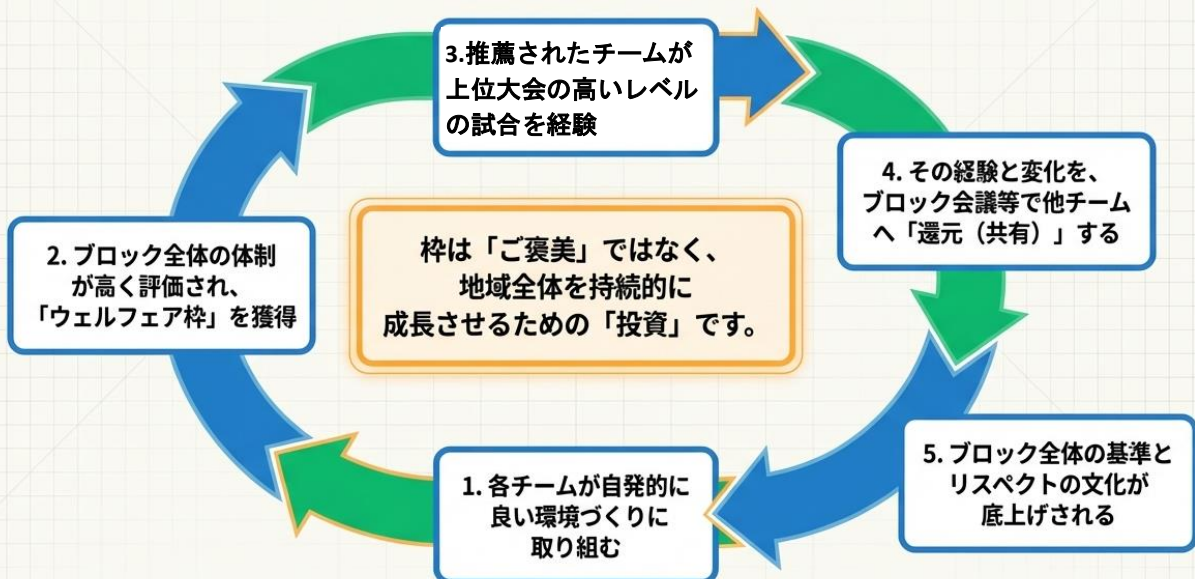 3.推薦されたチームが
上位大会の高いレベル
の試合を経験
4. その経験と変化を、
ブロック会議等で他チーム
へ「還元（共有）」する
2. ブロック全体の体制
が高く評価され、
「ウェルフェア枠」を獲得
枠は「ご褒美」ではなく、
地域全体を持続的に
成長させるための「投資」です。
1. 各チームが自発的に
良い環境づくりに
取り組む
5. ブロック全体の基準と
リスペクトの文化が
底上げされる